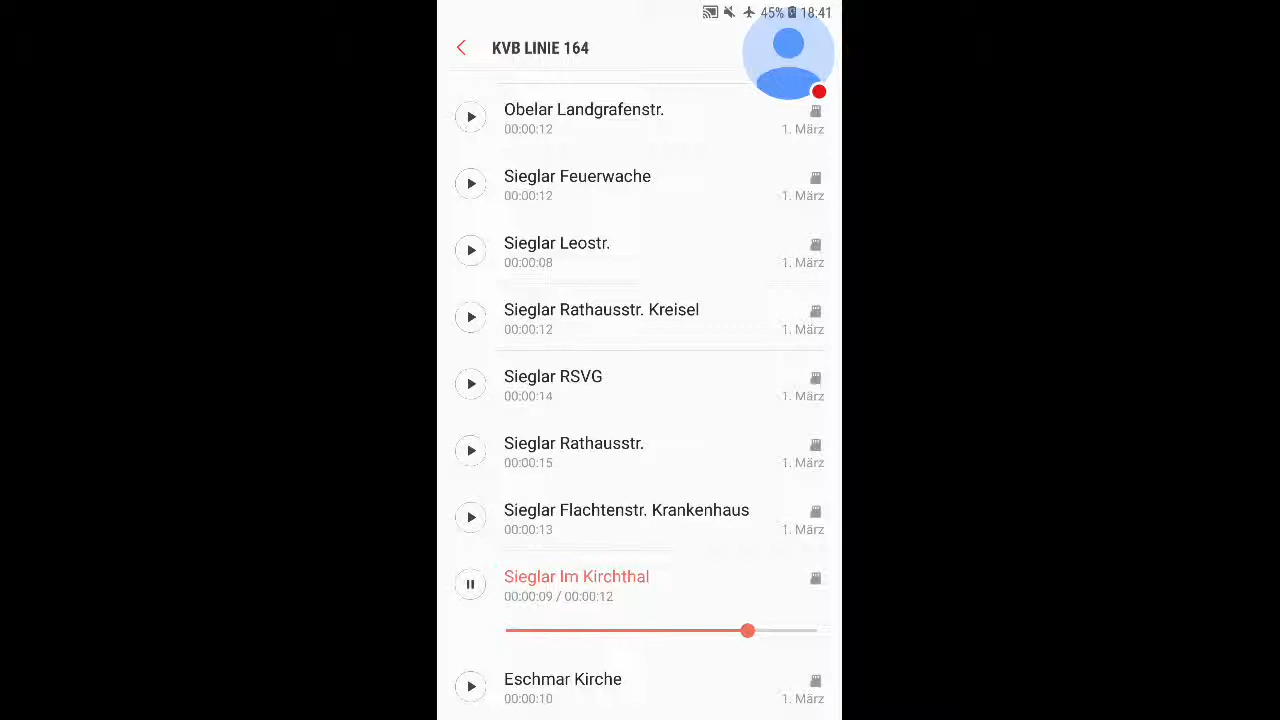 45% 18:41
KVB LINIE 164
Obelar Landgrafenstr.
00:00:12 1. März
Sieglar Feuerwache
00:00:12 1. März
Sieglar Leostr.
00:00:08 1. März
Sieglar Rathausstr. Kreisel
00:00:12 1. März
Sieglar RSVG
00:00:14 1. März
Sieglar Rathausstr.
00:00:15 1. März
Sieglar Flachtenstr. Krankenhaus
00:00:13 1. März
Sieglar Im Kirchthal
00:00:09 / 00:00:12
Eschmar Kirche
00:00:10 1. März